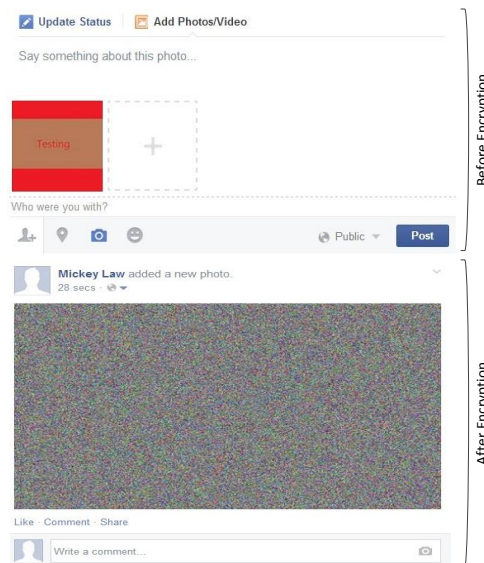 Update Status Add Photos/Video
Say something about this photo...
Testing
Who were you with?
Public Post
Before Encryption
Mickey Law added a new photo.
28 secs ·
Like · Comment · Share
Write a comment...
After Encryption